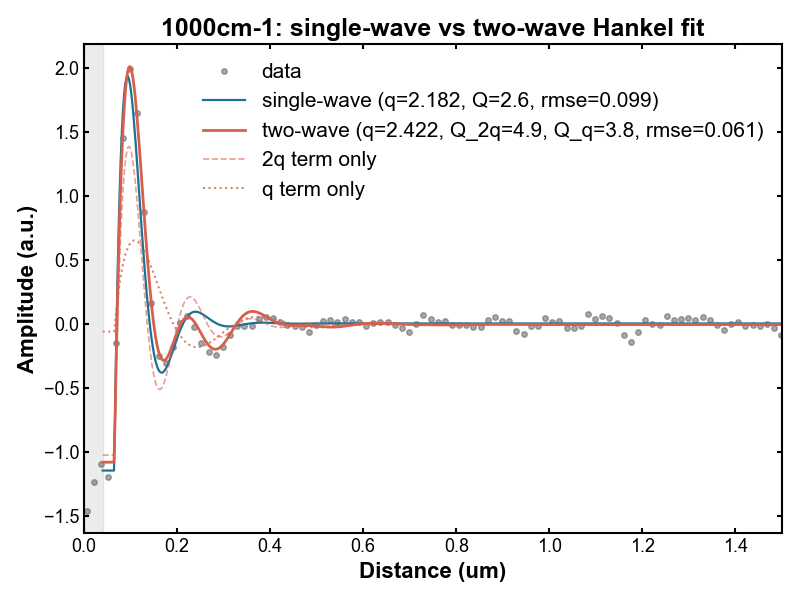 1000cm-1: single-wave vs two-wave Hankel fit
data
single-wave (q=2.182, Q=2.6, rmse=0.099)
two-wave (q=2.422, Q_2q=4.9, Q_q=3.8, rmse=0.061)
2q term only
q term only
Amplitude (a.u.)
2.0
1.5
1.0
0.5
0.0
−0.5
−1.0
−1.5
0.0 0.2 0.4 0.6 0.8 1.0 1.2 1.4
Distance (um)